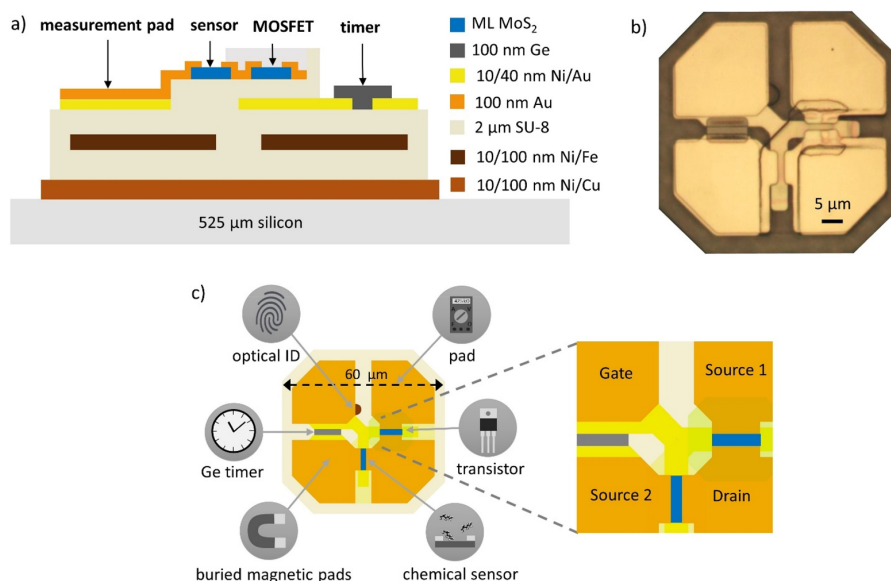 a)
measurement pad
sensor
MOSFET
timer
525 µm silicon
ML MoS₂
100 nm Ge
10/40 nm Ni/Au
100 nm Au
2 µm SU-8
10/100 nm Ni/Fe
10/100 nm Ni/Cu
b)
5 µm
c)
optical ID
pad
60 µm
Ge timer
transistor
buried magnetic pads
chemical sensor
Gate
Source 1
Source 2
Drain